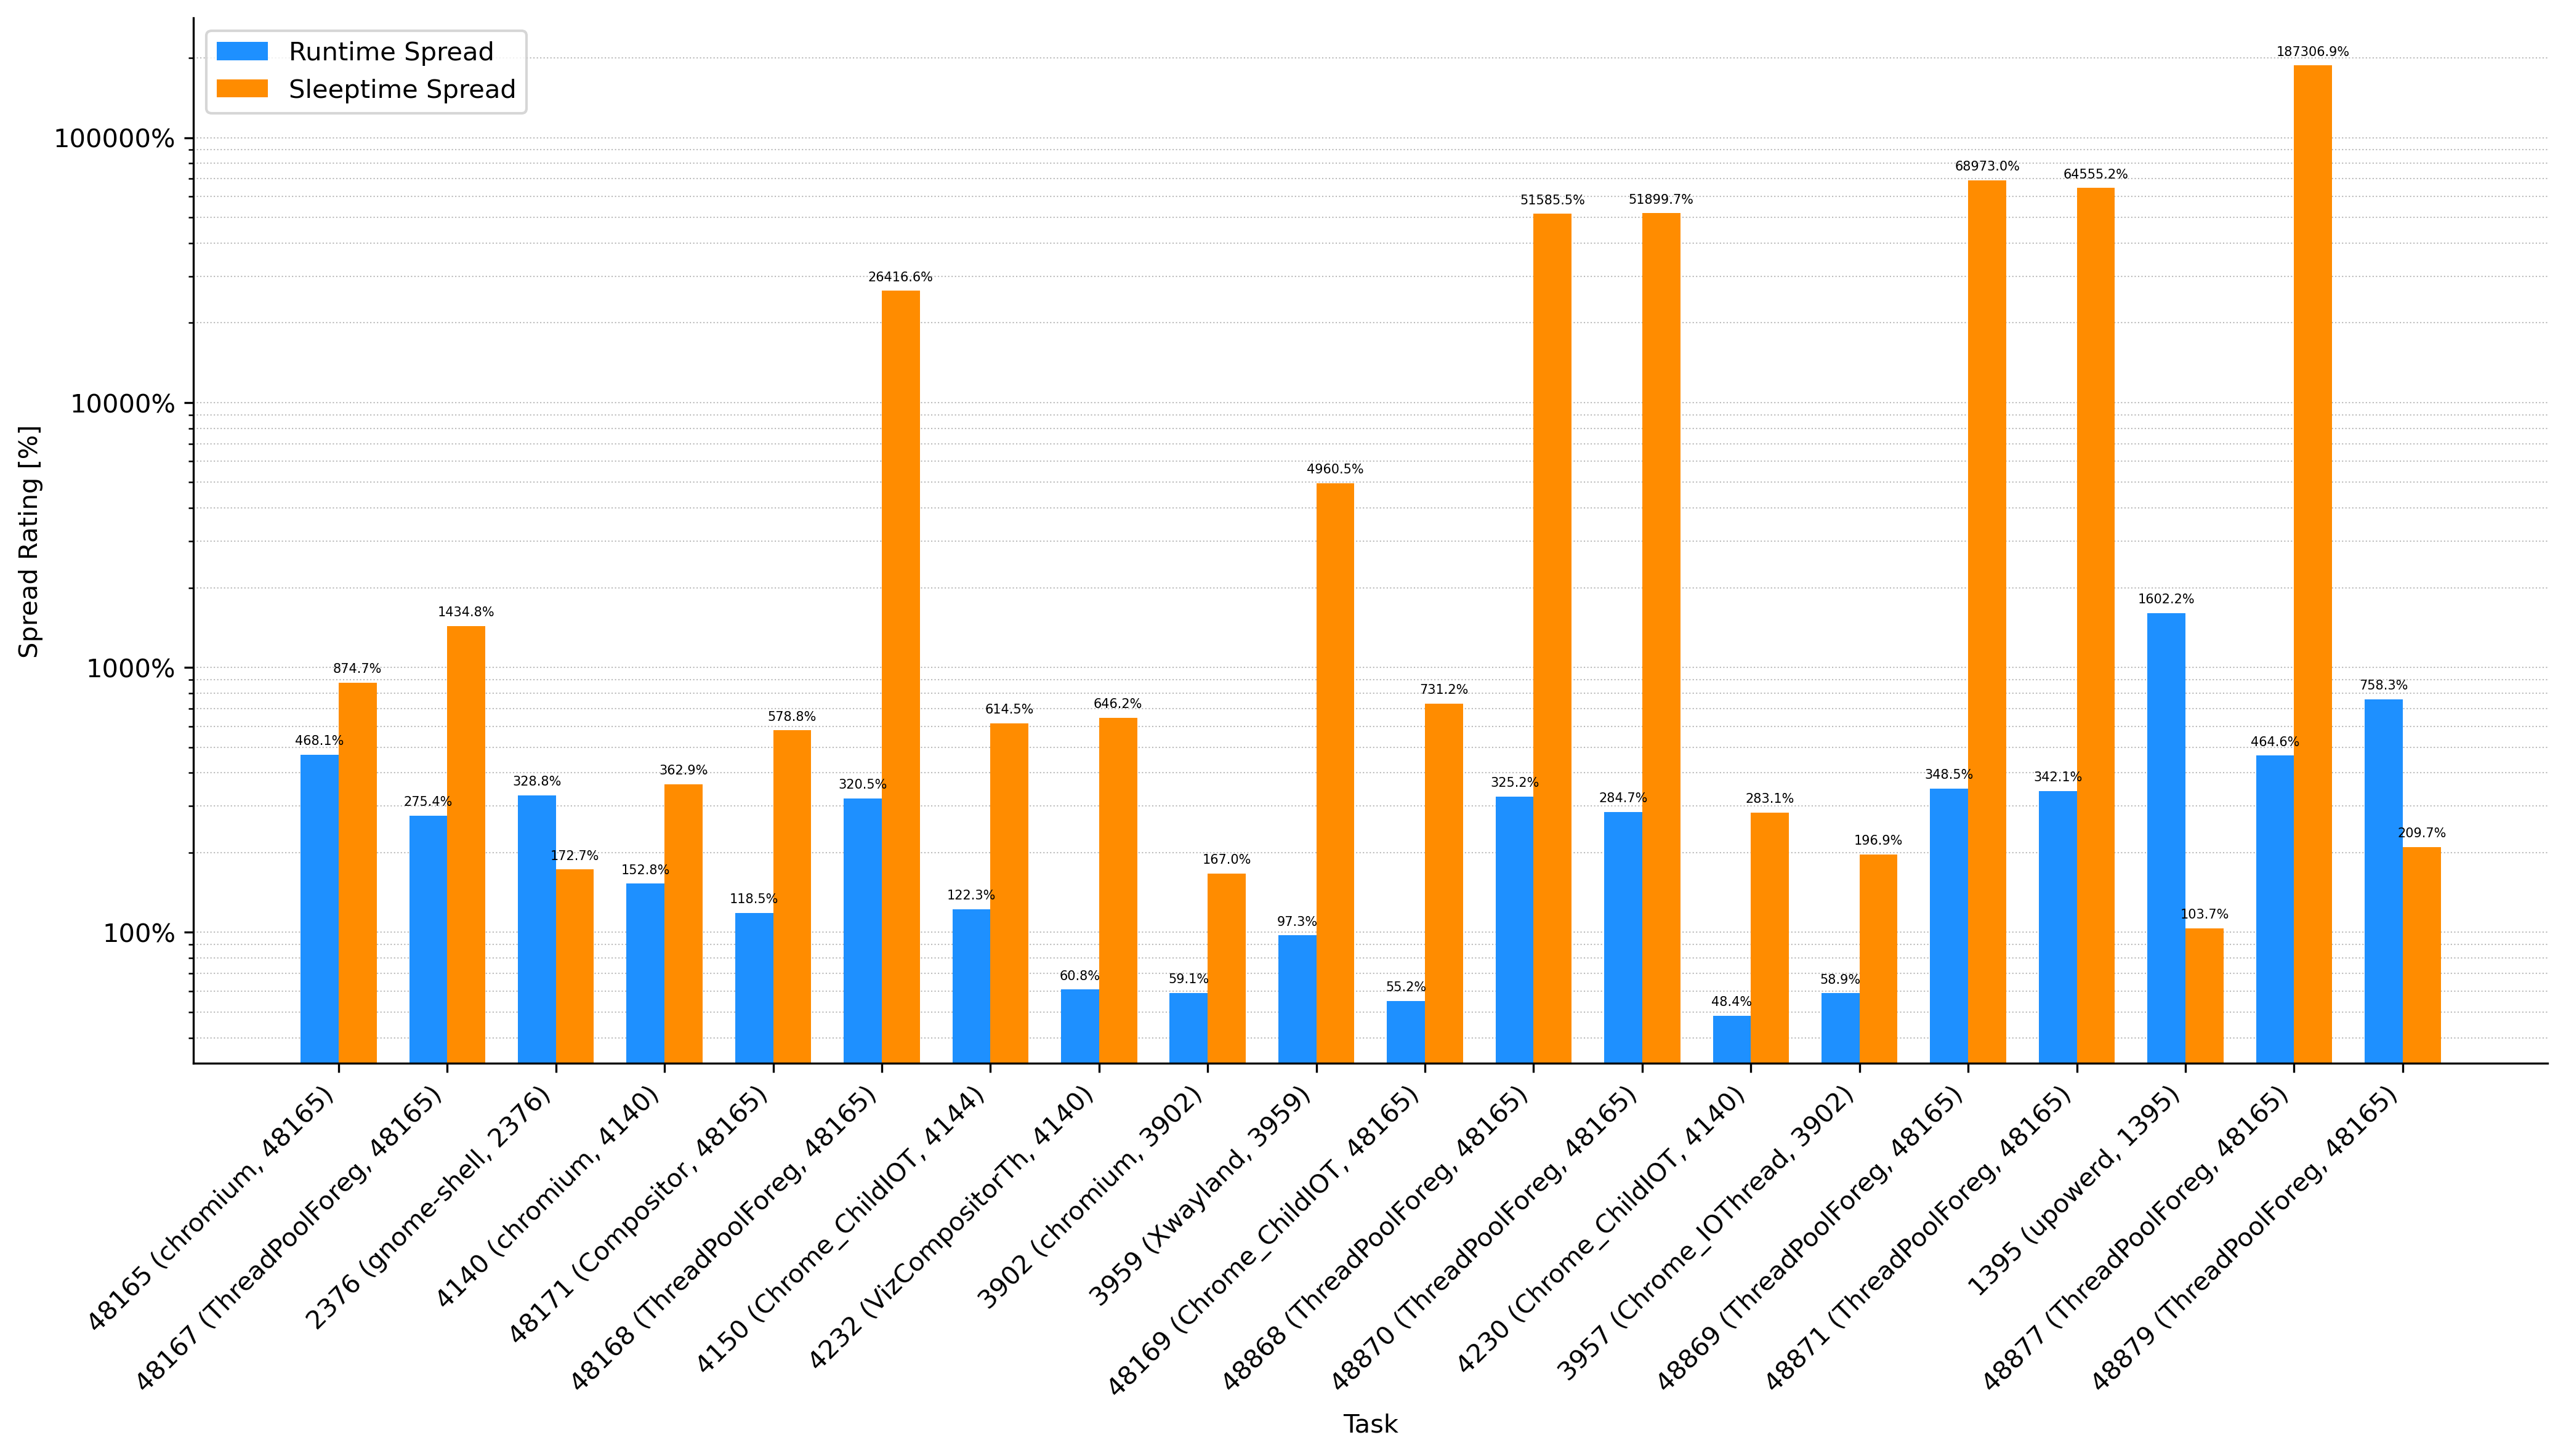 Runtime Spread
Sleeptime Spread
Spread Rating [%]
100000%
10000%
1000%
100%
468.1%
874.7%
275.4%
1434.8%
328.8%
172.7%
152.8%
362.9%
118.5%
578.8%
320.5%
26416.6%
122.3%
614.5%
60.8%
646.2%
59.1%
167.0%
97.3%
4960.5%
55.2%
731.2%
325.2%
51585.5%
284.7%
51899.7%
48.4%
283.1%
58.9%
196.9%
348.5%
68973.0%
342.1%
64555.2%
1602.2%
103.7%
464.6%
187306.9%
758.3%
209.7%
48165 (chromium, 48165)
48167 (ThreadPoolForeg, 48165)
2376 (gnome-shell, 2376)
4140 (chromium, 4140)
48171 (Compositor, 48165)
48168 (ThreadPoolForeg, 48165)
4150 (Chrome_ChildIOT, 4144)
4232 (VizCompositorTh, 4140)
3902 (chromium, 3902)
3959 (Xwayland, 3959)
48169 (Chrome_ChildIOT, 48165)
48868 (ThreadPoolForeg, 48165)
48870 (ThreadPoolForeg, 48165)
4230 (Chrome_ChildIOT, 4140)
3957 (Chrome_IOThread, 3902)
48869 (ThreadPoolForeg, 48165)
48871 (ThreadPoolForeg, 48165)
1395 (upowerd, 1395)
48877 (ThreadPoolForeg, 48165)
48879 (ThreadPoolForeg, 48165)
Task